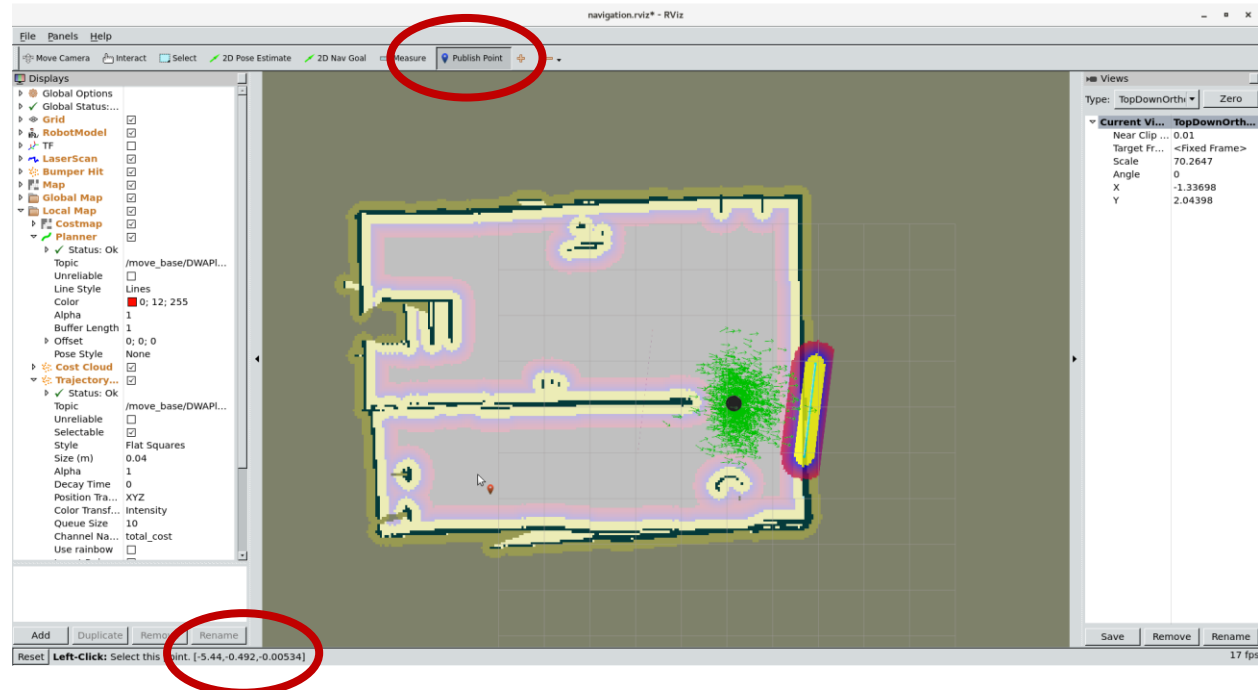 navigation.rviz* - RViz
File Panels Help
Move Camera Interact Select 2D Pose Estimate 2D Nav Goal Measure Publish Point
Displays
Global Options
Global Status:...
Grid
RobotModel
TF
LaserScan
Bumper Hit
Map
Global Map
Local Map
Costmap
Planner
Status: Ok
Topic /move_base/DWAPl...
Unreliable
Line Style Lines
Color 0; 12; 255
Alpha 1
Buffer Length 1
Offset 0; 0; 0
Pose Style None
Cost Cloud
Trajectory...
Status: Ok
Topic /move_base/DWAPl...
Unreliable
Selectable
Style Flat Squares
Size (m) 0.04
Alpha 1
Decay Time 0
Position Tra... XYZ
Color Transf... Intensity
Queue Size 10
Channel Na... total_cost
Use rainbow
Add Duplicate Remove Rename
Reset Left-Click: Select this point. [-5.44,-0.492,-0.00534]
Views
Type: TopDownOrth Zero
Current Vi... TopDownOrth...
Near Clip ... 0.01
Target Fr... <Fixed Frame>
Scale 70.2647
Angle 0
X -1.33698
Y 2.04398
Save Remove Rename
17 fps